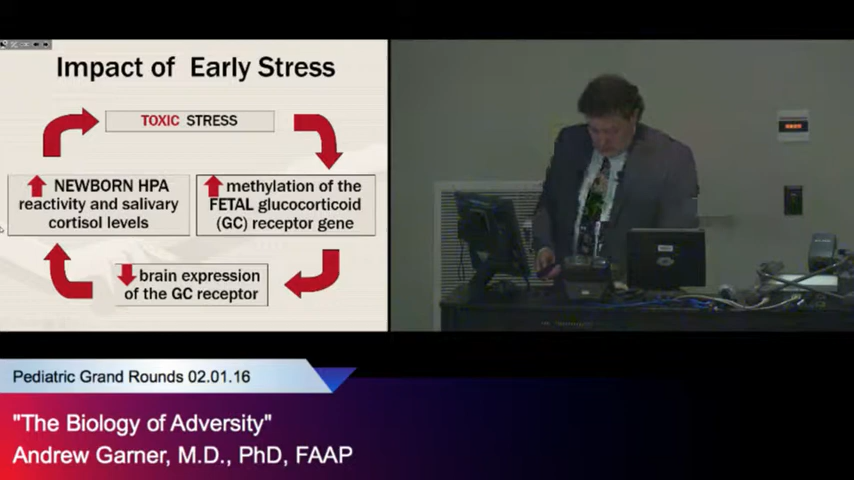 Impact of Early Stress
TOXIC STRESS
NEWBORN HPA
reactivity and salivary
cortisol levels
methylation of the
FETAL glucocorticoid
(GC) receptor gene
brain expression
of the GC receptor
Pediatric Grand Rounds 02.01.16
"The Biology of Adversity"
Andrew Garner, M.D., PhD, FAAP